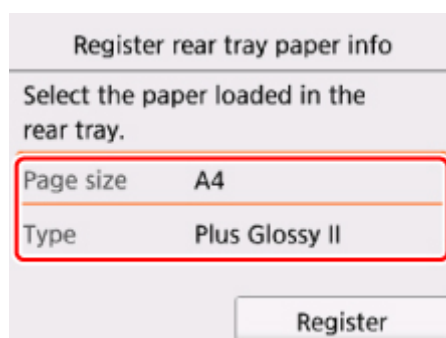 Register rear tray paper info
Select the paper loaded in the
rear tray.
Page size A4
Type Plus Glossy II
Register